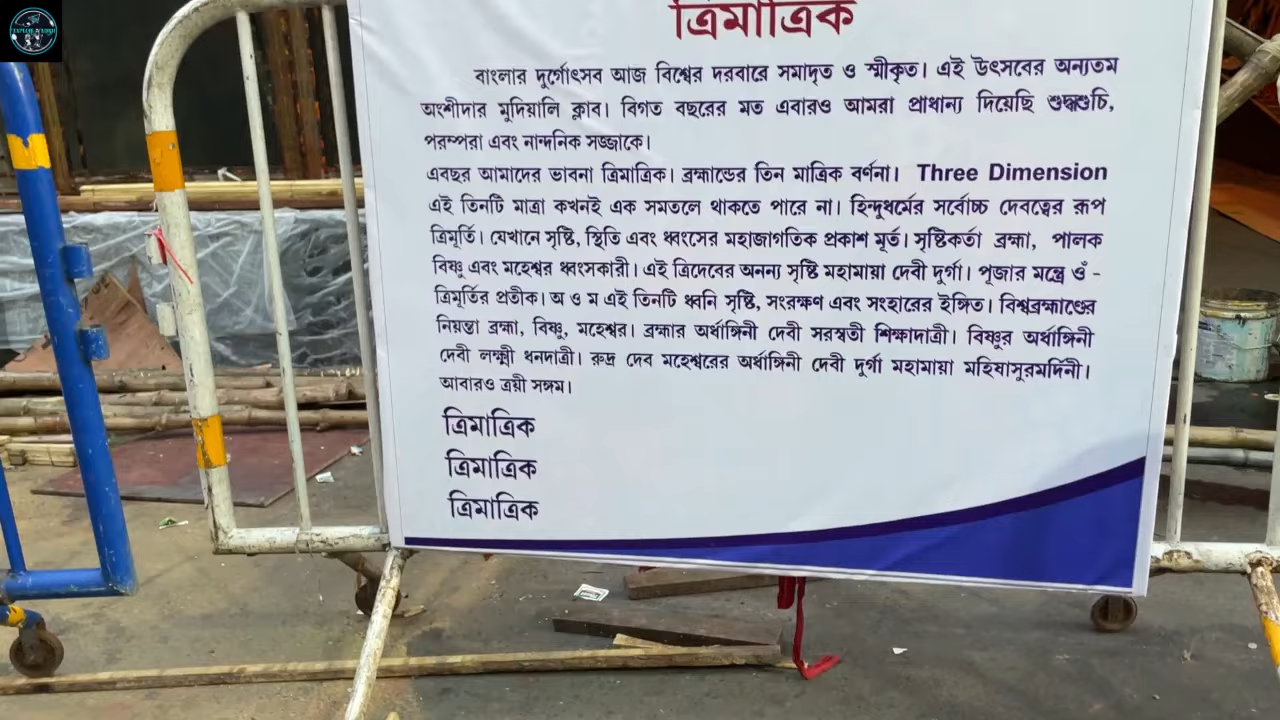 ত্রিমাত্রিক
বাংলার দুর্গোৎসব আজ বিশ্বের দরবারে সমাদৃত ও স্বীকৃত। এই উৎসবের অন্যতম
অংশীদার মুদিয়ালি ক্লাব। বিগত বছরের মত এবারও আমরা প্রাধান্য দিয়েছি শুদ্ধশুচি,
পরম্পরা এবং নান্দনিক সজ্জাকে।
এবছর আমাদের ভাবনা ত্রিমাত্রিক। ব্রহ্মান্ডের তিন মাত্রিক বর্ণনা। Three Dimension
এই তিনটি মাত্রা কখনই এক সমতলে থাকতে পারে না। হিন্দুধর্মের সর্বোচ্চ দেবত্বের রূপ
ত্রিমূর্তি। যেখানে সৃষ্টি, স্থিতি এবং ধ্বংসের মহাজাগতিক প্রকাশ মূর্ত। সৃষ্টিকর্তা ব্রহ্মা, পালক
বিষ্ণু এবং মহেশ্বর ধ্বংসকারী। এই ত্রিদেবের অনন্য সৃষ্টি মহামায়া দেবী দুর্গা। পূজার মন্ত্রে ওঁ -
ত্রিমূর্তির প্রতীক। অ ও ম এই তিনটি ধ্বনি সৃষ্টি, সংরক্ষণ এবং সংহারের ইঙ্গিত। বিশ্বব্রহ্মাণ্ডের
নিয়ন্তা ব্রহ্মা, বিষ্ণু, মহেশ্বর। ব্রহ্মার অর্ধাঙ্গিনী দেবী সরস্বতী শিক্ষাদাত্রী। বিষ্ণুর অর্ধাঙ্গিনী
দেবী লক্ষ্মী ধনদাত্রী। রুদ্র দেব মহেশ্বরের অর্ধাঙ্গিনী দেবী দুর্গা মহামায়া মহিষাসুরমর্দিনী।
আবারও ত্রয়ী সঙ্গম।
ত্রিমাত্রিক
ত্রিমাত্রিক
ত্রিমাত্রিক